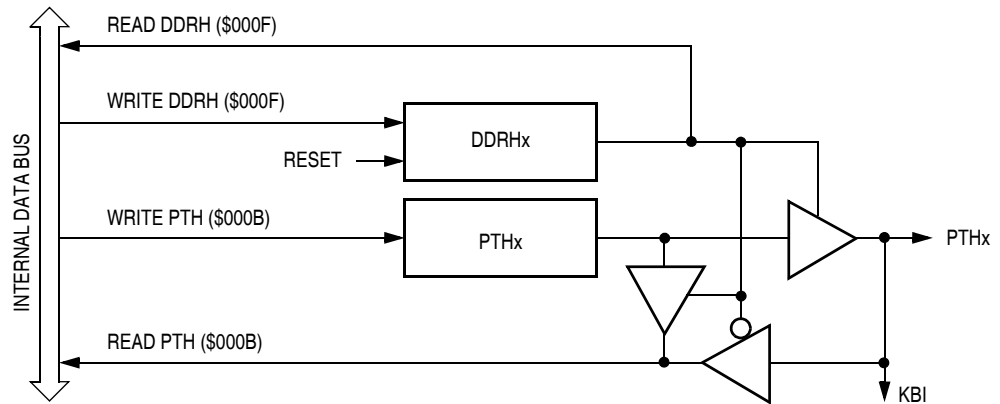 READ DDRH ($000F)
WRITE DDRH ($000F)
DDRHx
RESET
INTERNAL DATA BUS
WRITE PTH ($000B)
PTHx
PTHx
READ PTH ($000B)
KBI